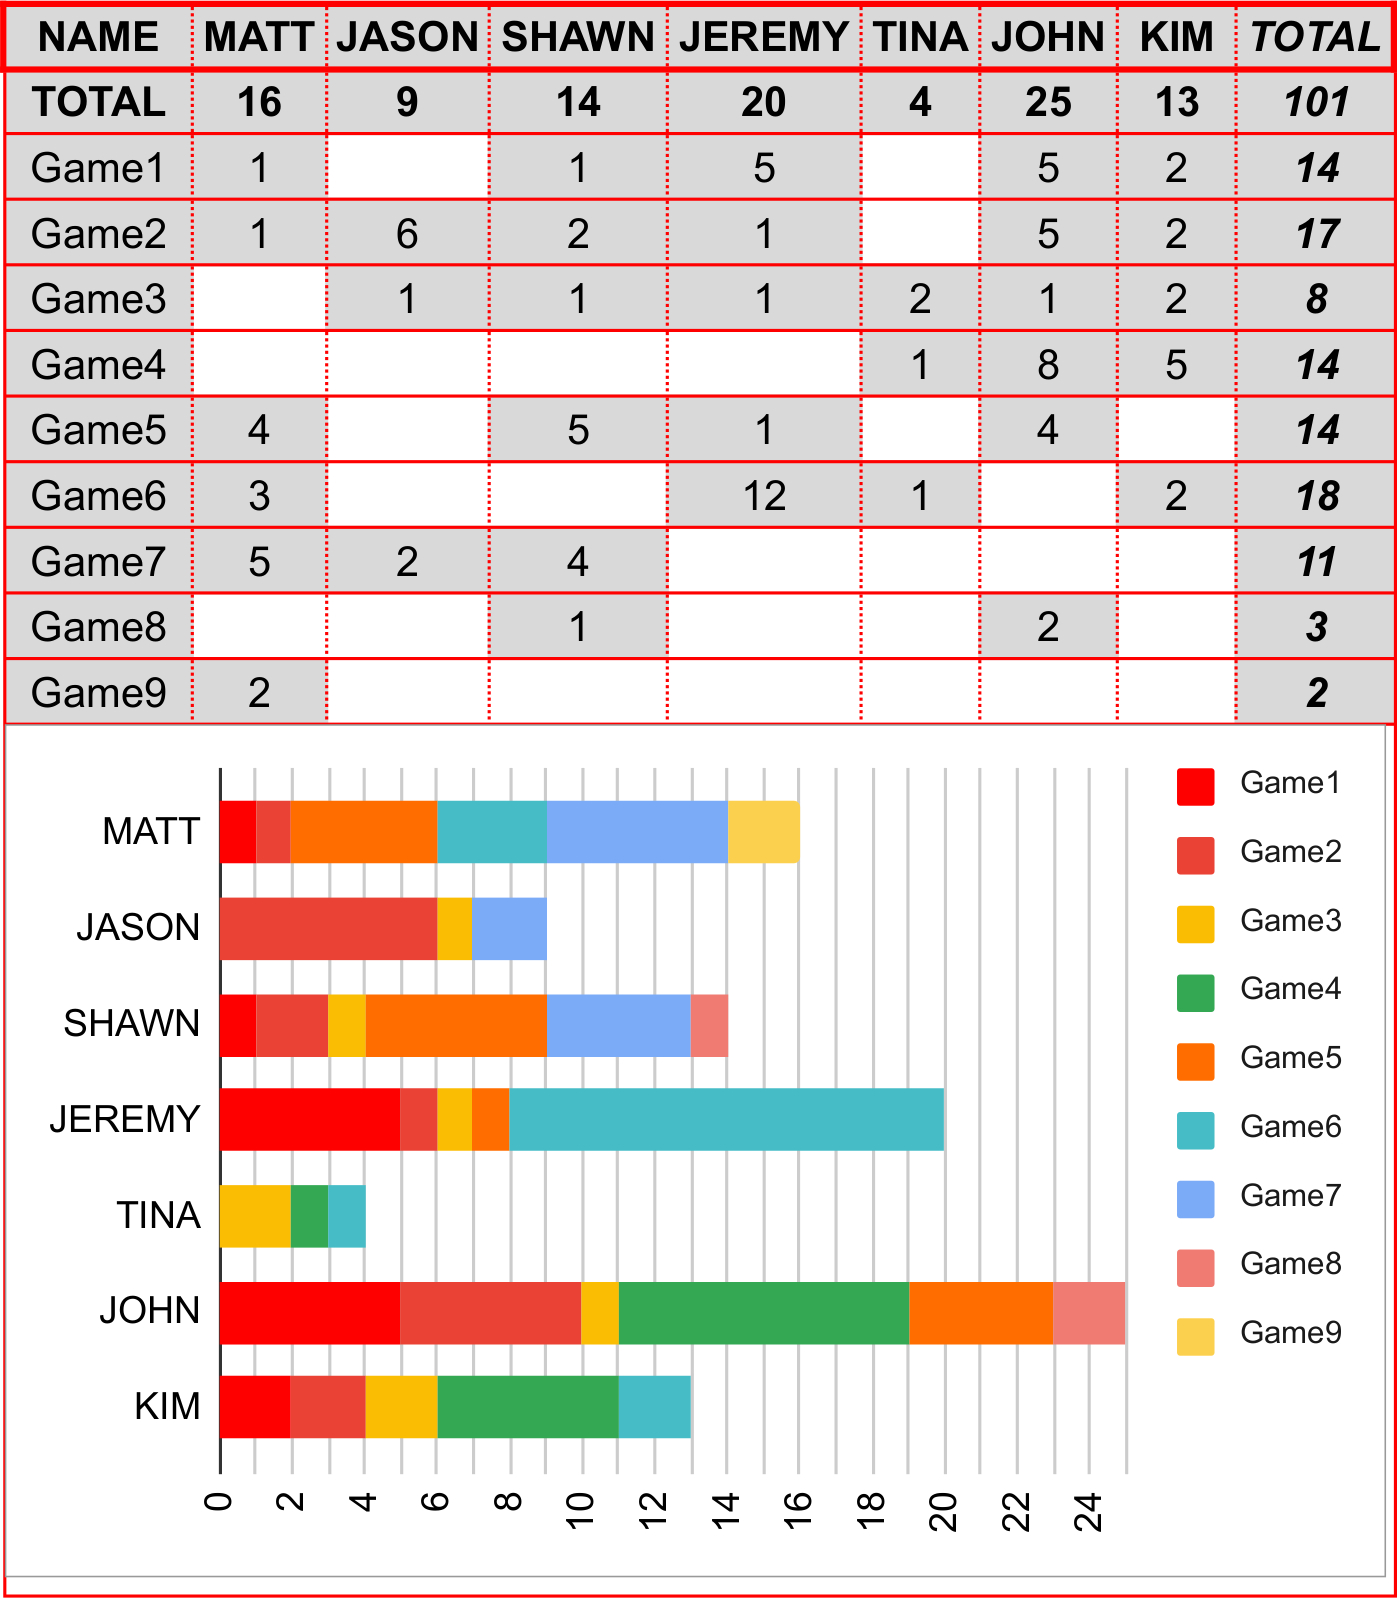 NAME MATT JASON SHAWN JEREMY TINA JOHN KIM TOTAL
TOTAL 16 9 14 20 4 25 13 101
Game1 1 1 5 5 2 14
Game2 1 6 2 1 5 2 17
Game3 1 1 1 2 1 2 8
Game4 1 8 5 14
Game5 4 5 1 4 14
Game6 3 12 1 2 18
Game7 5 2 4 11
Game8 1 2 3
Game9 2 2
MATT
JASON
SHAWN
JEREMY
TINA
JOHN
KIM
0 2 4 6 8 10 12 14 16 18 20 22 24
Game1
Game2
Game3
Game4
Game5
Game6
Game7
Game8
Game9